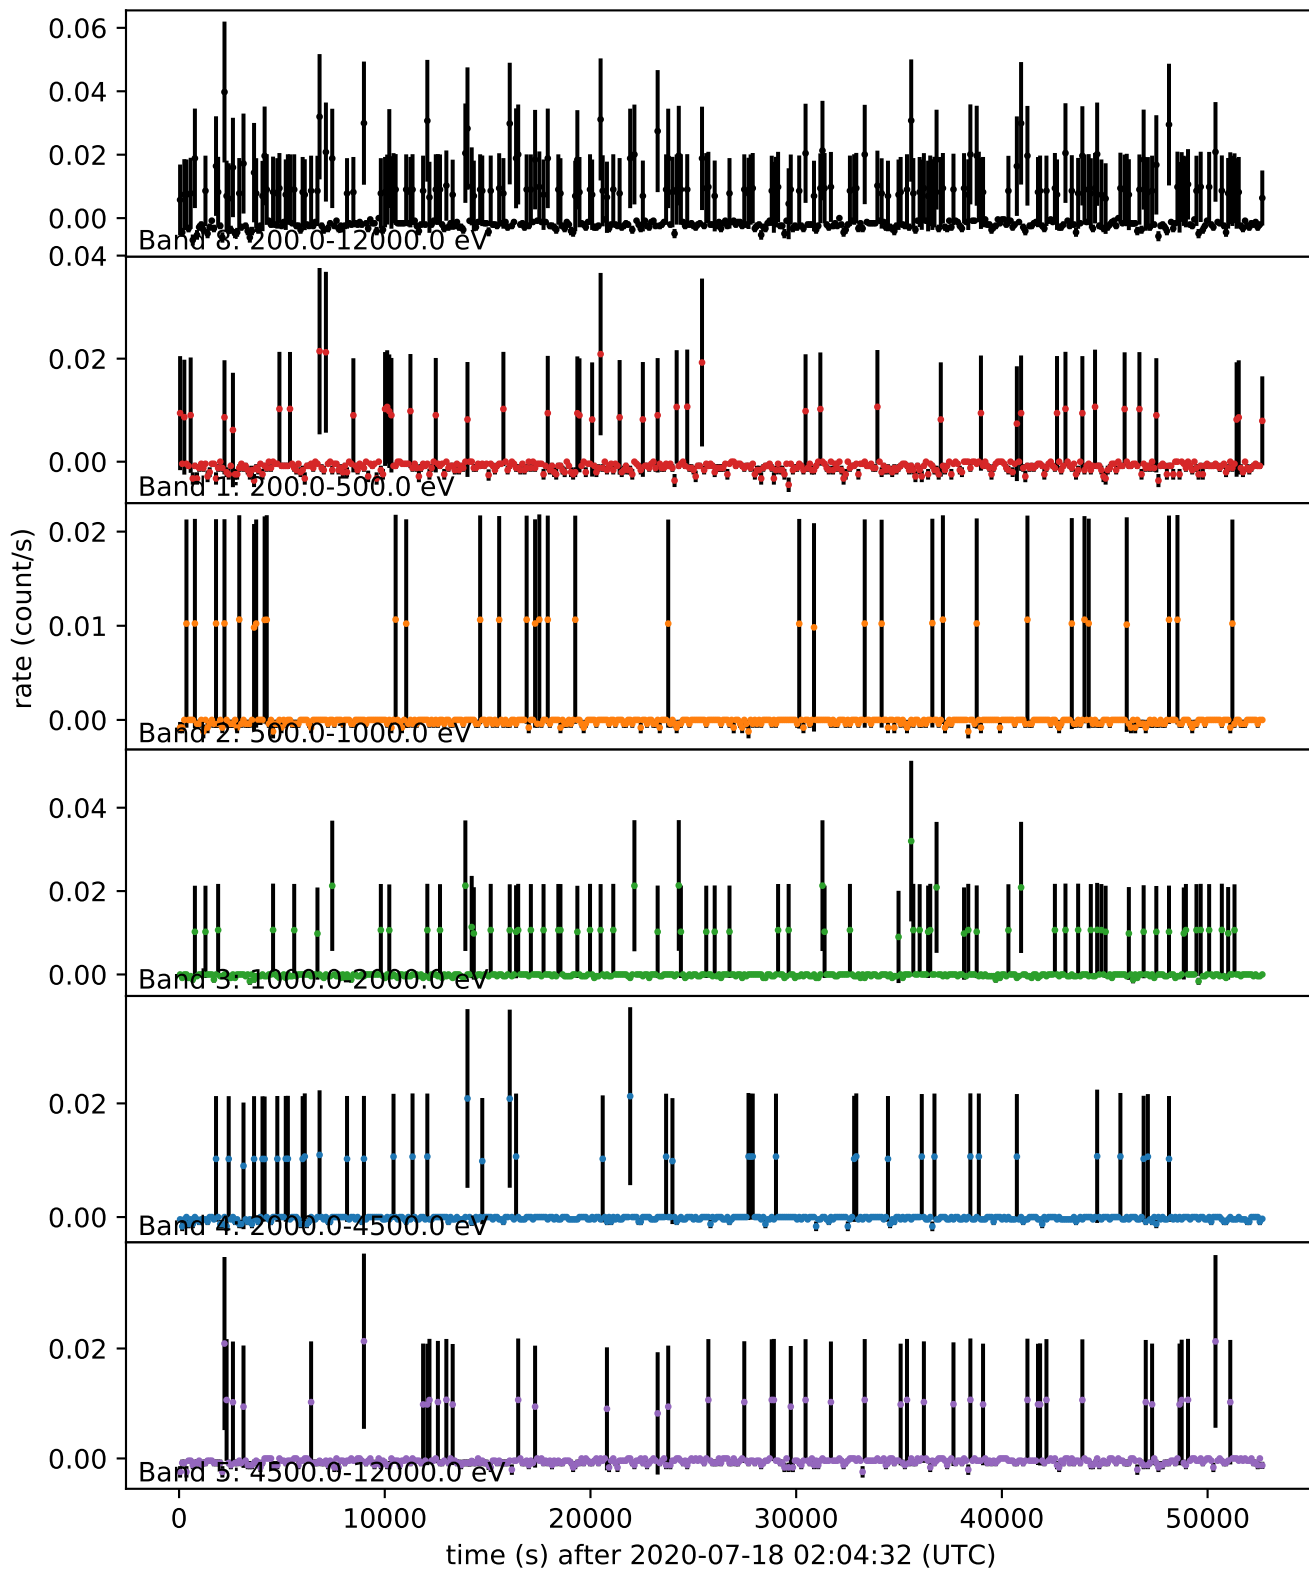 0.06
0.04
0.02
0.00
Band 8: 200.0-12000.0 eV
0.04
0.02
0.00
Band 1: 200.0-500.0 eV
0.02
0.01
0.00
Band 2: 500.0-1000.0 eV
rate (count/s)
0.04
0.02
0.00
Band 3: 1000.0-2000.0 eV
0.02
0.00
Band 4: 2000.0-4500.0 eV
0.02
0.00
Band 5: 4500.0-12000.0 eV
0 10000 20000 30000 40000 50000
time (s) after 2020-07-18 02:04:32 (UTC)